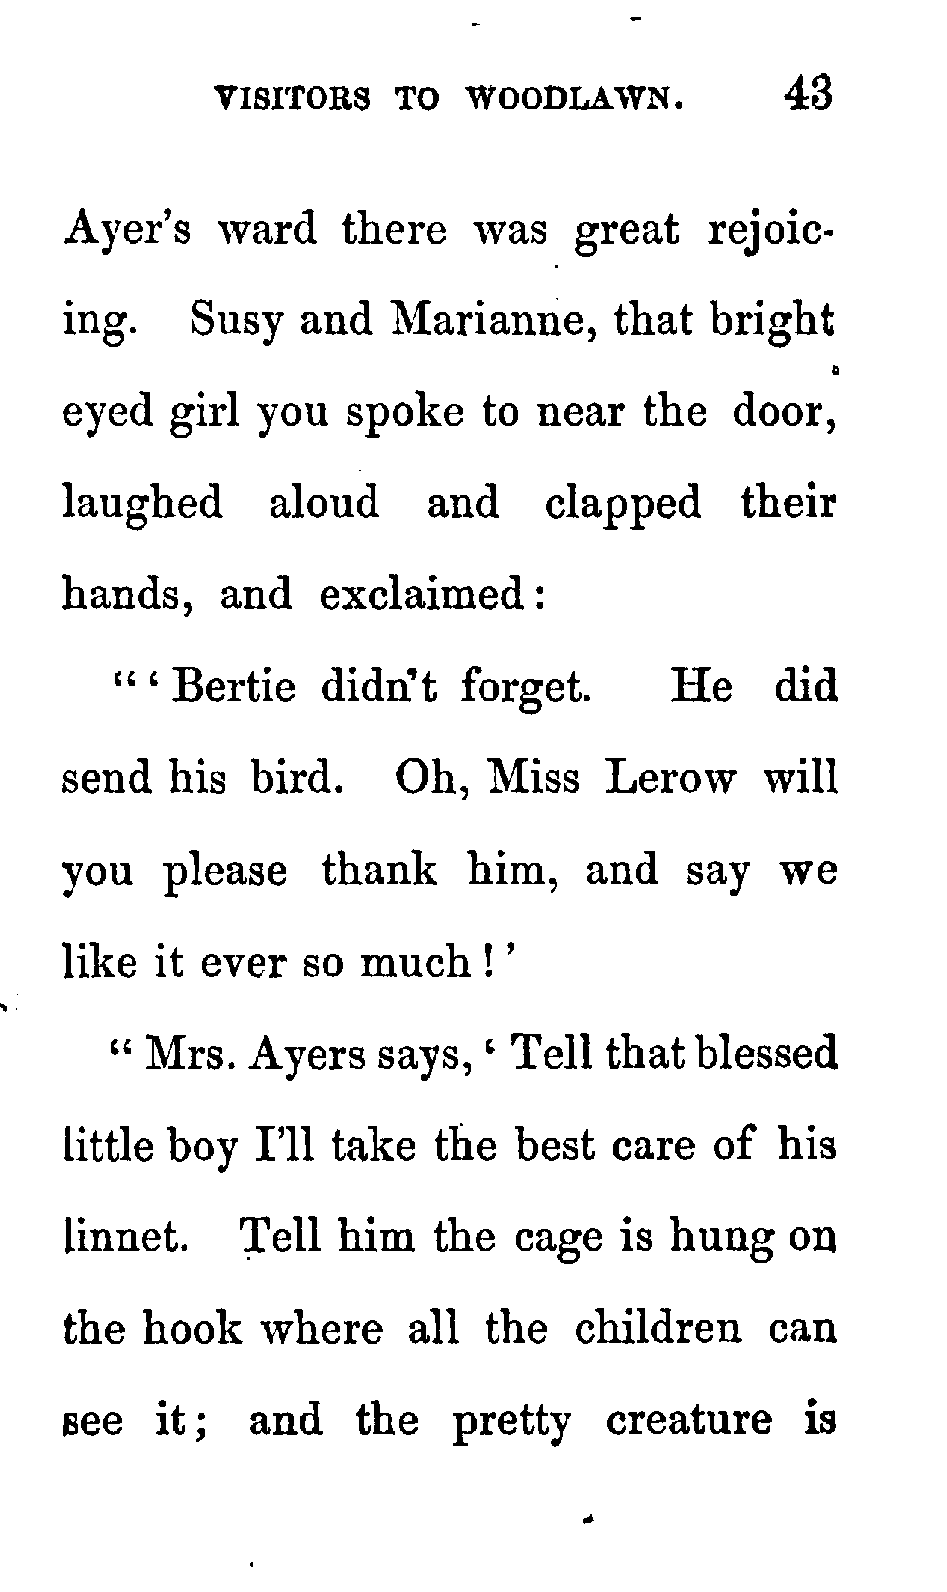 VISITORS TO WOODLAWN. 43
Ayer's ward there was great rejoic-
ing. Susy and Marianne, that bright
eyed girl you spoke to near the door,
laughed aloud and clapped their
hands, and exclaimed:
"'Bertie didn't forget. He did
send his bird. Oh, Miss Lerow will
you please thank him, and say we
like it ever so much!'
"Mrs. Ayers says, 'Tell that blessed
little boy I'll take the best care of his
linnet. Tell him the cage is hung on
the hook where all the children can
see it; and the pretty creature is